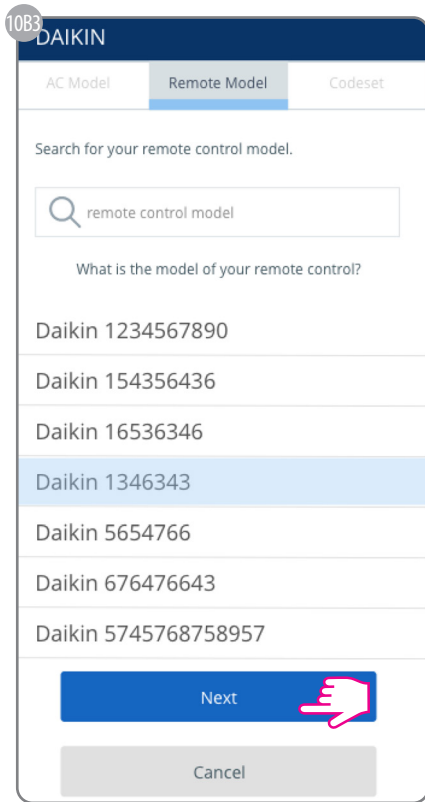 10B3
DAIKIN
AC Model Remote Model Codeset
Search for your remote control model.
remote control model
What is the model of your remote control?
Daikin 1234567890
Daikin 154356436
Daikin 16536346
Daikin 1346343
Daikin 5654766
Daikin 676476643
Daikin 5745768758957
Next
Cancel